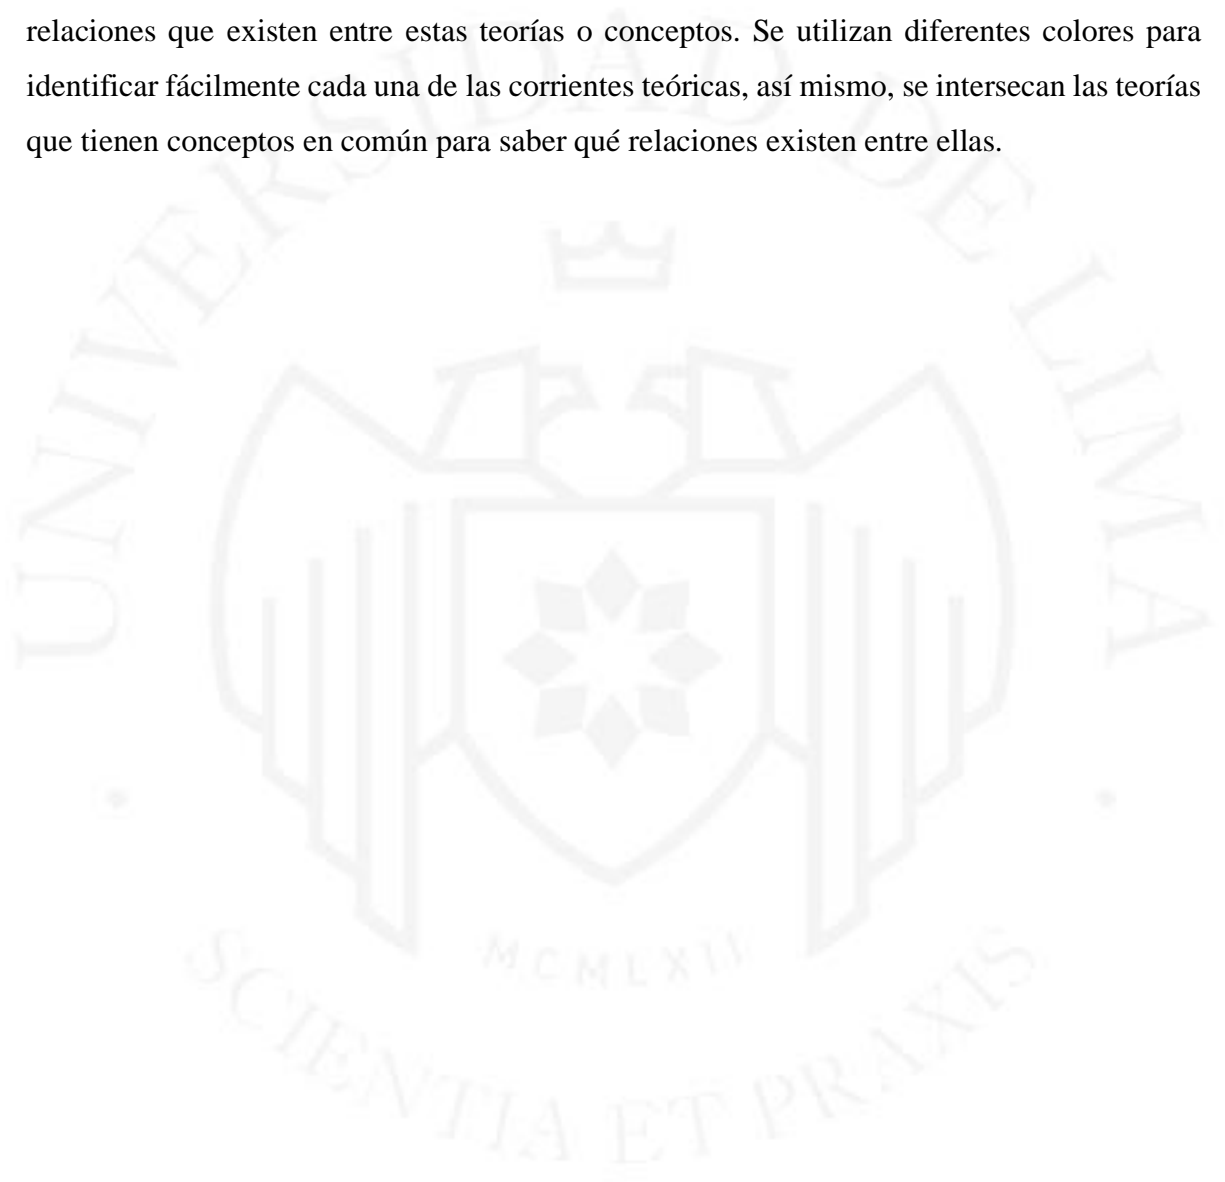 relaciones que existen entre estas teorías o conceptos. Se utilizan diferentes colores para
identificar fácilmente cada una de las corrientes teóricas, así mismo, se intersecan las teorías
que tienen conceptos en común para saber qué relaciones existen entre ellas.
UNIVERSIDAD DE LIMA
MCMLXII
SCIENTIA ET PRAXIS